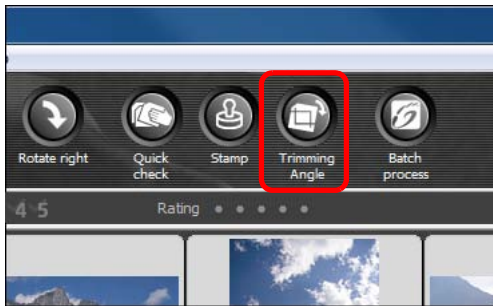 Rotate right
Quick
check
Stamp
Trimming
Angle
Batch
process
4 5
Rating